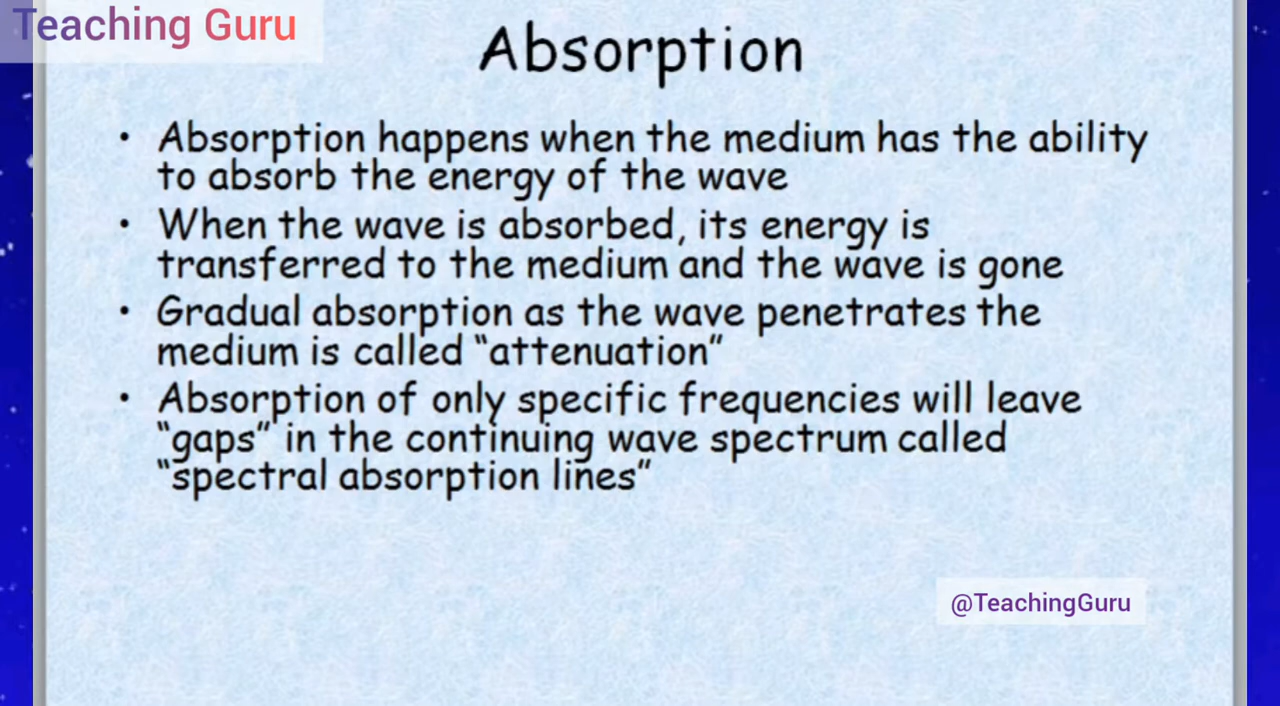 Teaching Guru
Absorption
• Absorption happens when the medium has the ability
to absorb the energy of the wave
• When the wave is absorbed, its energy is
transferred to the medium and the wave is gone
• Gradual absorption as the wave penetrates the
medium is called “attenuation”
• Absorption of only specific frequencies will leave
“gaps” in the continuing wave spectrum called
“spectral absorption lines”
@TeachingGuru